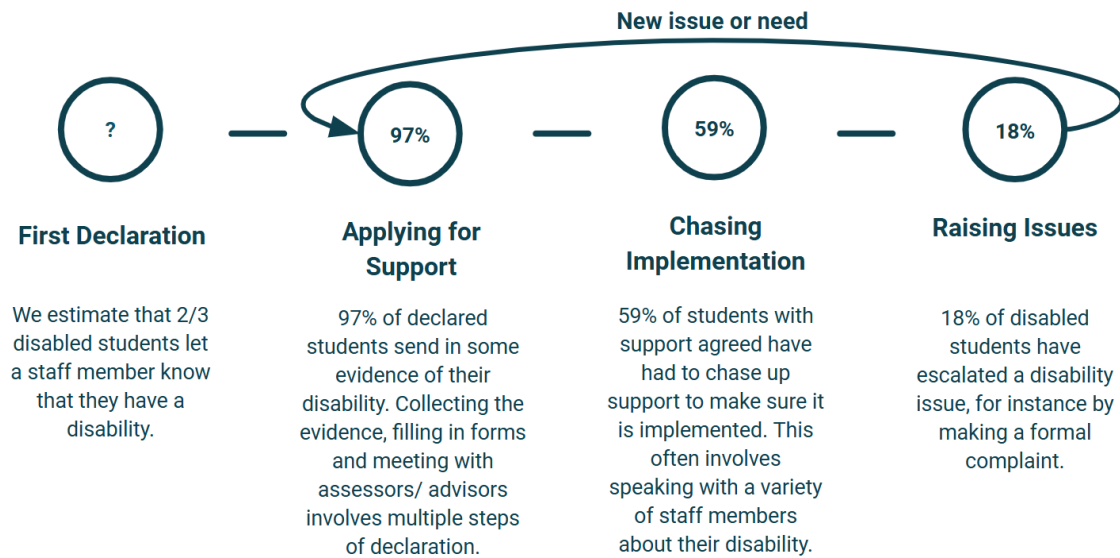 New issue or need
?
97%
59%
18%
First Declaration
We estimate that 2/3
disabled students let
a staff member know
that they have a
disability.
Applying for
Support
97% of declared
students send in some
evidence of their
disability. Collecting the
evidence, filling in forms
and meeting with
assessors/ advisors
involves multiple steps
of declaration.
Chasing
Implementation
59% of students with
support agreed have
had to chase up
support to make sure it
is implemented. This
often involves
speaking with a variety
of staff members
about their disability.
Raising Issues
18% of disabled
students have
escalated a disability
issue, for instance by
making a formal
complaint.